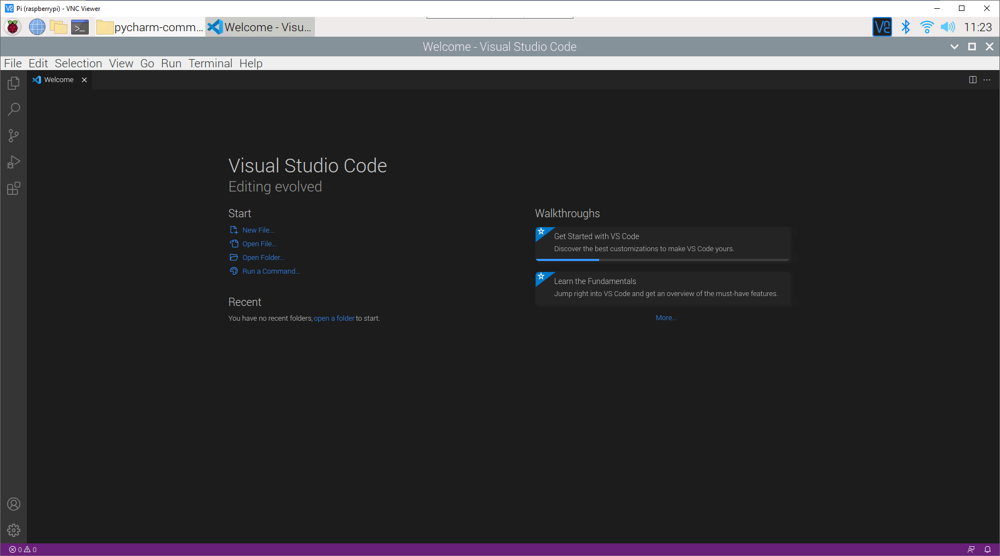 Pi (raspberrypi) - VNC Viewer
pycharm-comm... Welcome - Visu... 11:23
Welcome - Visual Studio Code
File Edit Selection View Go Run Terminal Help
Welcome
Visual Studio Code
Editing evolved
Start
New File...
Open File...
Open Folder...
Run a Command...
Recent
You have no recent folders, open a folder to start.
Walkthroughs
Get Started with VS Code
Discover the best customizations to make VS Code yours.
Learn the Fundamentals
Jump right into VS Code and get an overview of the must-have features.
More...
0 0